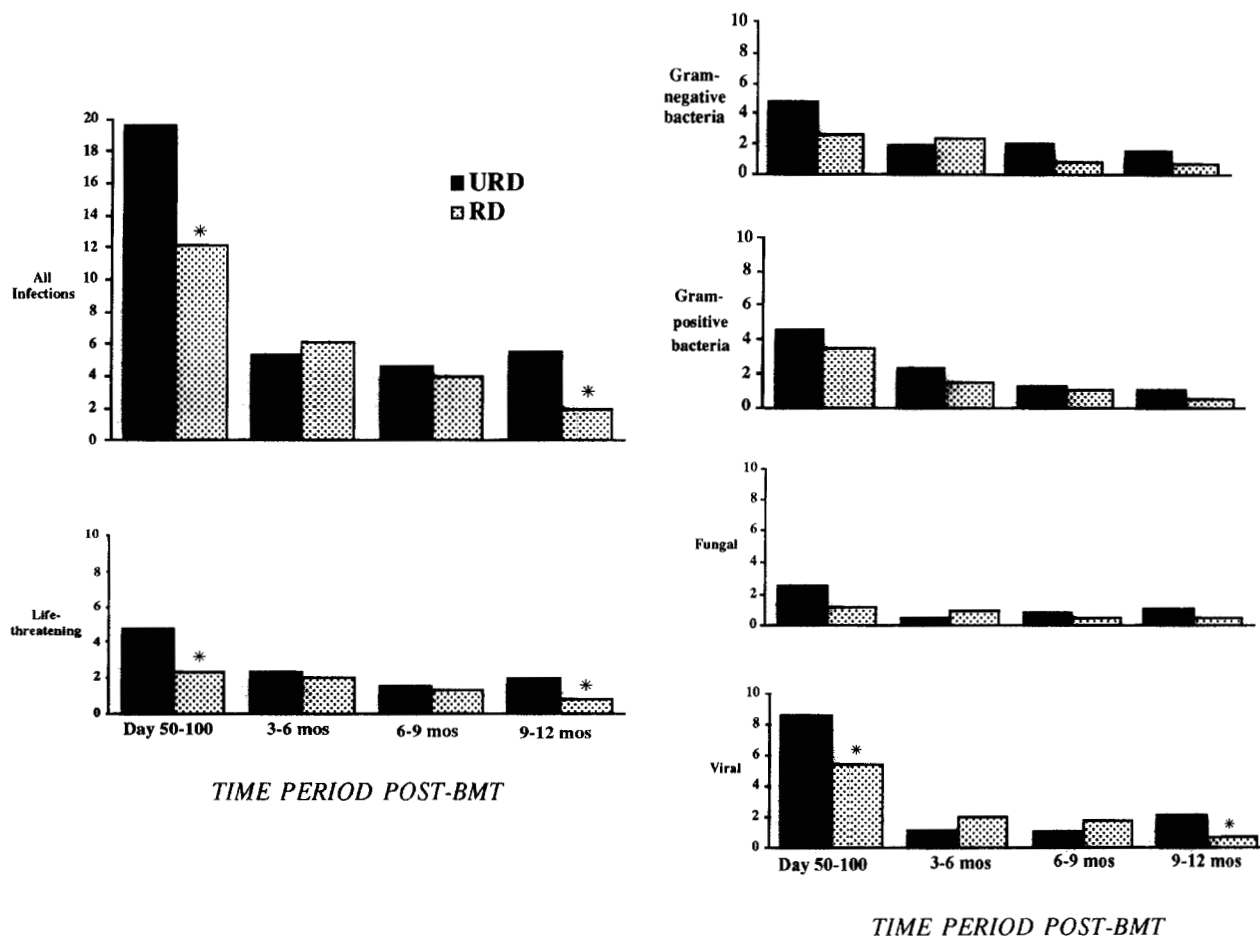 20
18
16
14
12
10
8
6
4
2
0
All
Infections
■ URD
RD
*
*
10
8
6
4
2
0
Life-
threatening
*
*
Day 50-100 3-6 mos 6-9 mos 9-12 mos
TIME PERIOD POST-BMT
10
8
6
4
2
0
Gram-
negative
bacteria
10
8
6
4
2
0
Gram-
positive
bacteria
10
8
6
4
2
0
Fungal
10
8
6
4
2
0
Viral
*
*
Day 50-100 3-6 mos 6-9 mos 9-12 mos
TIME PERIOD POST-BMT